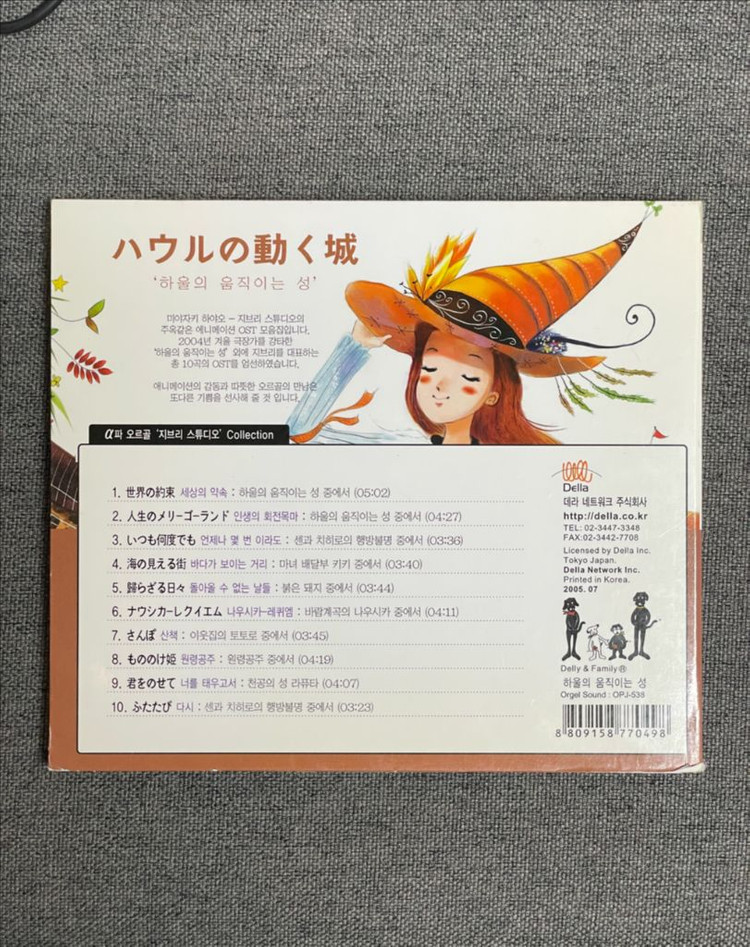 ハウルの動く城
‘하울의 움직이는 성’
미야자키 하야오 – 지브리 스튜디오의
주옥같은 애니메이션 OST 모음집입니다.
2004년 겨울 극장가를 강타한
‘하울의 움직이는 성’ 외에 지브리를 대표하는
총 10곡의 OST를 엄선하였습니다.
애니메이션의 감동과 따뜻한 오르골의 만남은
또다른 기쁨을 선사해 줄 것 입니다.
α파 오르골 ‘지브리 스튜디오’ Collection
1. 世界の約束 세상의 약속 : 하울의 움직이는 성 중에서 (05:02)
2. 人生のメリーゴーランド 인생의 회전목마 : 하울의 움직이는 성 중에서 (04:27)
3. いつも何度でも 언제나 몇 번 이라도 : 센과 치히로의 행방불명 중에서 (03:36)
4. 海の見える街 바다가 보이는 거리 : 마녀 배달부 키키 중에서 (03:40)
5. 歸らざる日々 돌아올 수 없는 날들 : 붉은 돼지 중에서 (03:44)
6. ナウシカーレクイエム 나우시카-레퀴엠 : 바람계곡의 나우시카 중에서 (04:11)
7. さんぽ 산책 : 이웃집의 토토로 중에서 (03:45)
8. もののけ姫 원령공주 : 원령공주 중에서 (04:19)
9. 君をのせて 너를 태우고서 : 천공의 성 라퓨타 (04:07)
10. ふたたび 다시 : 센과 치히로의 행방불명 중에서 (03:23)
Della
데라 네트워크 주식회사
http://della.co.kr
TEL: 02-3447-3348
FAX:02-3442-7708
Licensed by Della Inc.
Tokyo Japan.
Della Network Inc.
Printed in Korea.
2005. 07
Delly & Family®
하울의 움직이는 성
Orgel Sound : OPJ-538
8 809158 770498